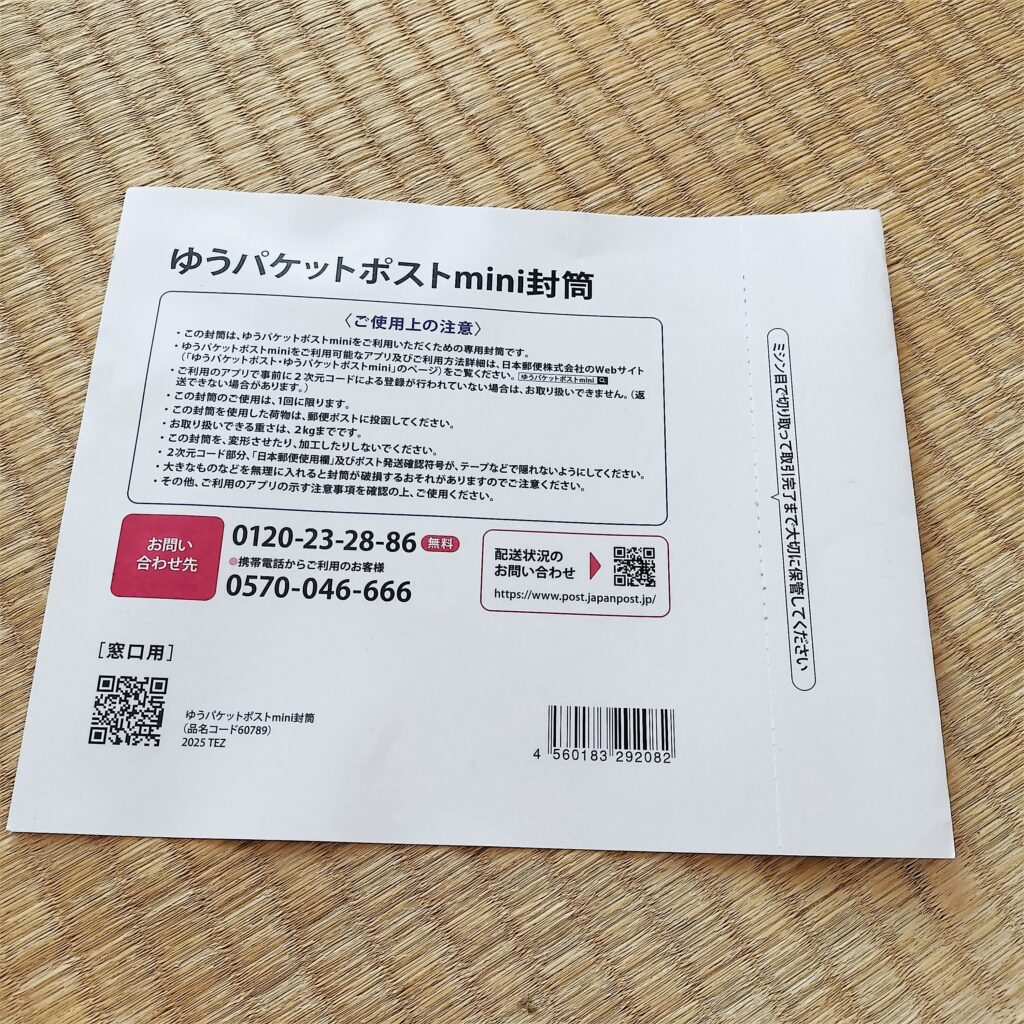 ゆうパケットポストmini封筒
〈ご使用上の注意〉
・この封筒は、ゆうパケットポストminiをご利用いただくための専用封筒です。
・ゆうパケットポストminiをご利用可能なアプリ及びご利用方法詳細は、日本郵便株式会社のWebサイト
(「ゆうパケットポスト・ゆうパケットポストmini」のページ)をご覧ください。 ゆうパケットポストmini
・ご利用のアプリで事前に２次元コードによる登録が行われていない場合は、お取り扱いできません。(返
送できない場合があります。)
・この封筒のご使用は、1回に限ります。
・この封筒を使用した荷物は、郵便ポストに投函してください。
・お取り扱いできる重さは、2kgまでです。
・この封筒を、変形させたり、加工したりしないでください。
・２次元コード部分、「日本郵便使用欄」及びポスト発送確認符号が、テープなどで隠れないようにしてください。
・大きなものなどを無理に入れると封筒が破損するおそれがありますのでご注意ください。
・その他、ご利用のアプリの示す注意事項を確認の上、ご使用ください。
お問い
合わせ先
0120-23-28-86 無料
●携帯電話からご利用のお客様
0570-046-666
配送状況の
お問い合わせ
https://www.post.japanpost.jp/
[窓口用]
ゆうパケットポストmini封筒
(品名コード60789)
2025 TEZ
4 560183 292082
ミシン目で切り取って取引完了まで大切に保管してください